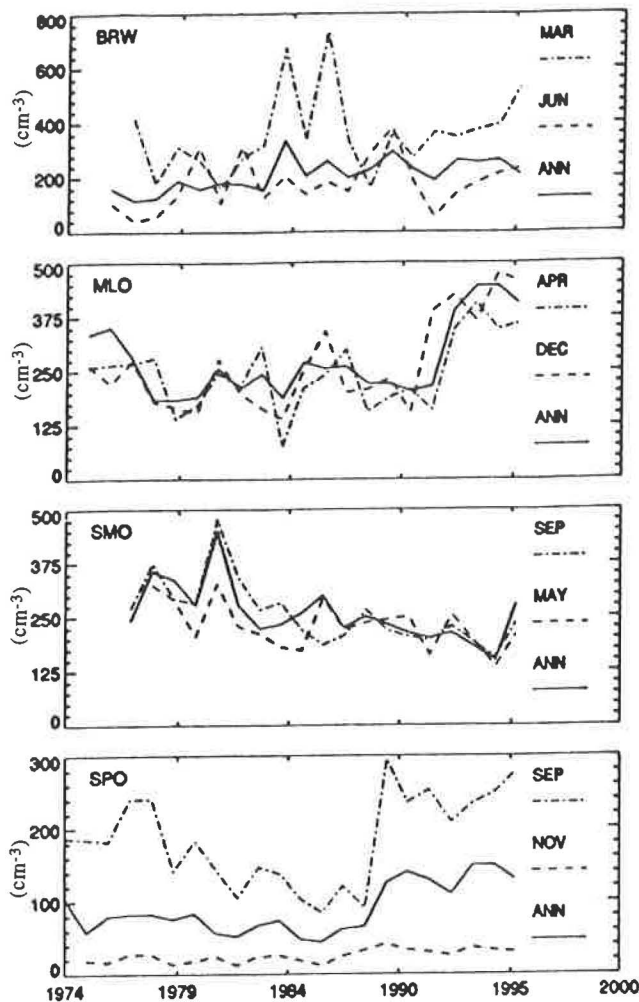 800
BRW
MAR
600
(cm-3)
JUN
400
200
ANN
0
500
MLO
APR
375
(cm-3)
DEC
250
125
ANN
0
500
SMO
SEP
375
(cm-3)
MAY
250
125
ANN
0
300
SPO
SEP
200
(cm-3)
NOV
100
ANN
0
1974 1979 1984 1990 1995 2000